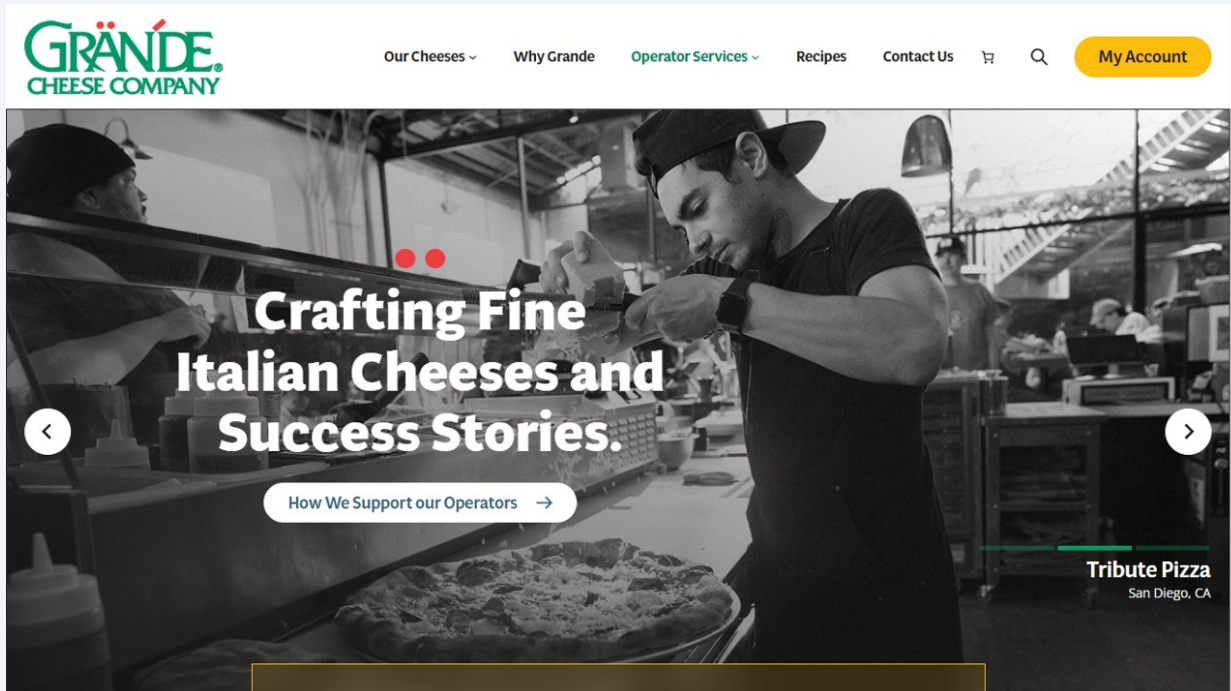 GRÄNDE®
CHEESE COMPANY
Our Cheeses
Why Grande
Operator Services
Recipes
Contact Us
My Account
Crafting Fine
Italian Cheeses and
Success Stories.
How We Support our Operators
Tribute Pizza
San Diego, CA